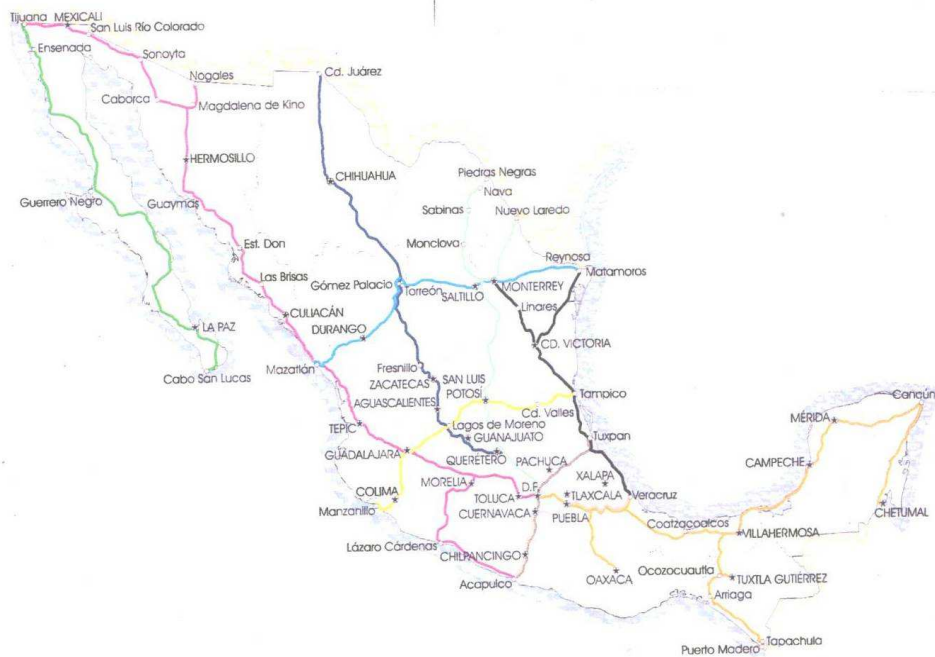 Tijuana MEXICALI
San Luis Río Colorado
Ensenada
Sonoyta
Nogales
Cd. Juárez
Caborca
Magdalena de Kino
HERMOSILLO
CHIHUAHUA
Piedras Negras
Nava
Guerrero Negro
Guaymas
Sabinas
Nuevo Laredo
Est. Don
Monclova
Reynosa
Matamoros
Las Brisas
Gómez Palacio
Torreón
SALTILLO
MONTERREY
Linares
CULIACÁN
LA PAZ
DURANGO
CD. VICTORIA
Mazatlán
Fresnillo
Cabo San Lucas
ZACATECAS
SAN LUIS
POTOSÍ
Tampico
Cancún
AGUASCALIENTES
Cd. Valles
MÉRIDA
TEPIC
Lagos de Moreno
GUANAJUATO
Tuxpan
GUADALAJARA
QUERÉTERO
PACHUCA
CAMPECHE
XALAPA
MORELIA
D.F.
COLIMA
TOLUCA
TLAXCALA
Veracruz
Manzanillo
CUERNAVACA
PUEBLA
CHETUMAL
Coatzacoalcos
VILLAHERMOSA
Lázaro Cárdenas
CHILPANCINGO
Ocozocuautla
Acapulco
OAXACA
TUXTLA GUTIÉRREZ
Arriaga
Tapachula
Puerto Madero